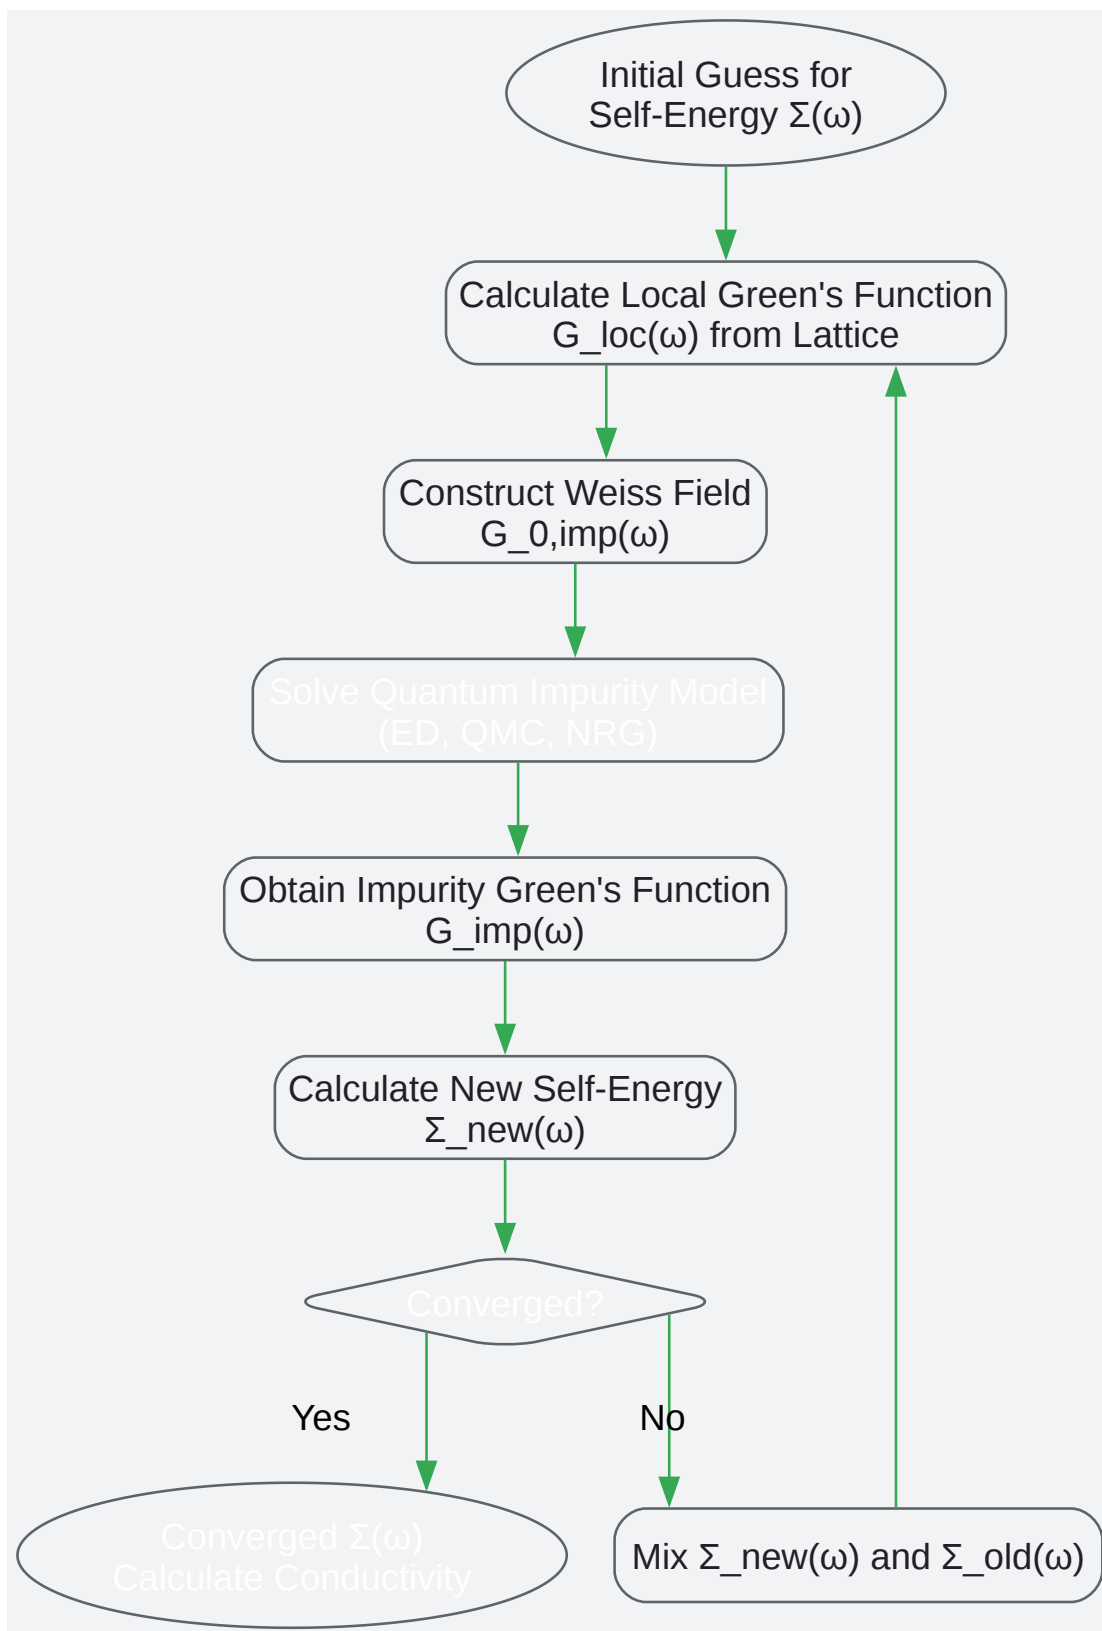 Initial Guess for
Self-Energy Σ(ω)
Calculate Local Green's Function
G_loc(ω) from Lattice
Construct Weiss Field
G_0,imp(ω)
Solve Quantum Impurity Model
(ED, QMC, NRG)
Obtain Impurity Green's Function
G_imp(ω)
Calculate New Self-Energy
Σ_new(ω)
Converged?
Yes
No
Converged Σ(ω)
Calculate Conductivity
Mix Σ_new(ω) and Σ_old(ω)